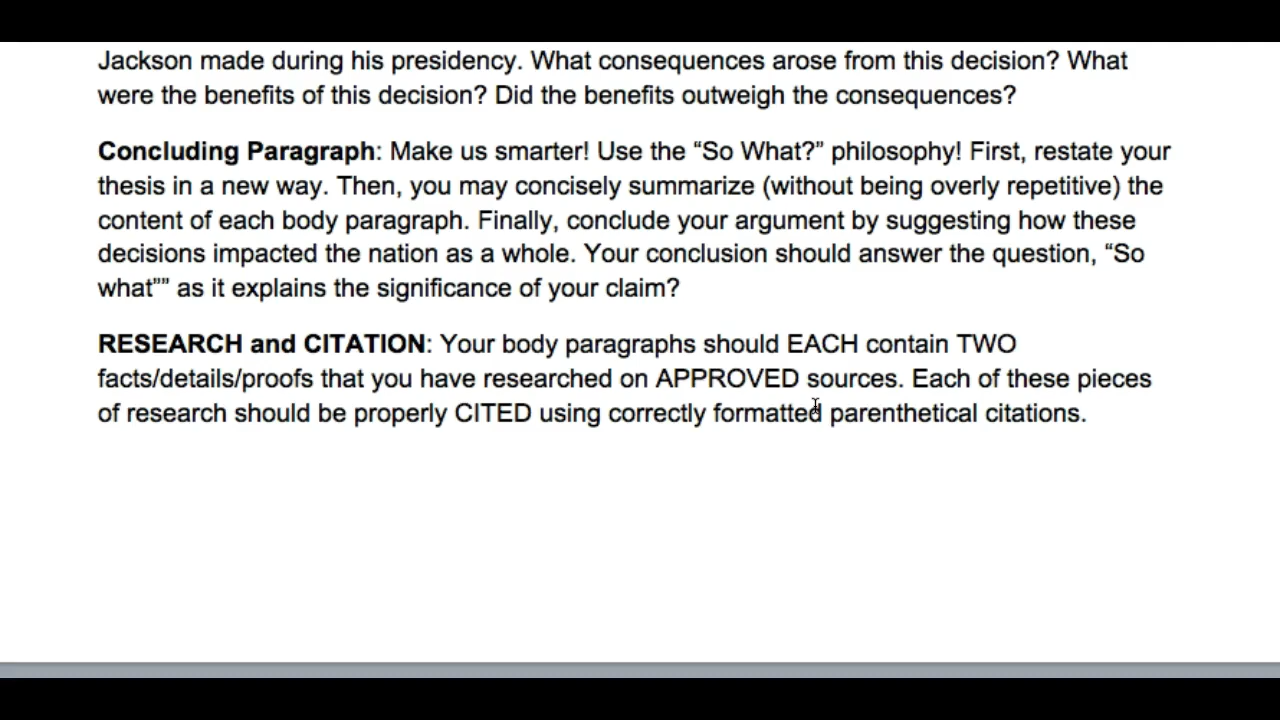 Jackson made during his presidency. What consequences arose from this decision? What
were the benefits of this decision? Did the benefits outweigh the consequences?
Concluding Paragraph: Make us smarter! Use the “So What?” philosophy! First, restate your
thesis in a new way. Then, you may concisely summarize (without being overly repetitive) the
content of each body paragraph. Finally, conclude your argument by suggesting how these
decisions impacted the nation as a whole. Your conclusion should answer the question, “So
what”” as it explains the significance of your claim?
RESEARCH and CITATION: Your body paragraphs should EACH contain TWO
facts/details/proofs that you have researched on APPROVED sources. Each of these pieces
of research should be properly CITED using correctly formatted parenthetical citations.